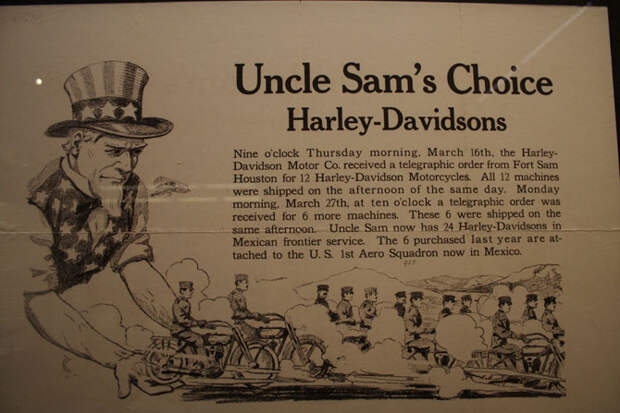 Uncle Sam's Choice
Harley-Davidsons
Nine o'clock Thursday morning, March 16th, the Harley-
Davidson Motor Co. received a telegraphic order from Fort Sam
Houston for 12 Harley-Davidson Motorcycles. All 12 machines
were shipped on the afternoon of the same day. Monday
morning, March 27th, at ten o'clock a telegraphic order was
received for 6 more machines. These 6 were shipped on the
same afternoon. Uncle Sam now has 24 Harley-Davidsons in
Mexican frontier service. The 6 purchased last year are at-
tached to the U. S. 1st Aero Squadron now in Mexico.